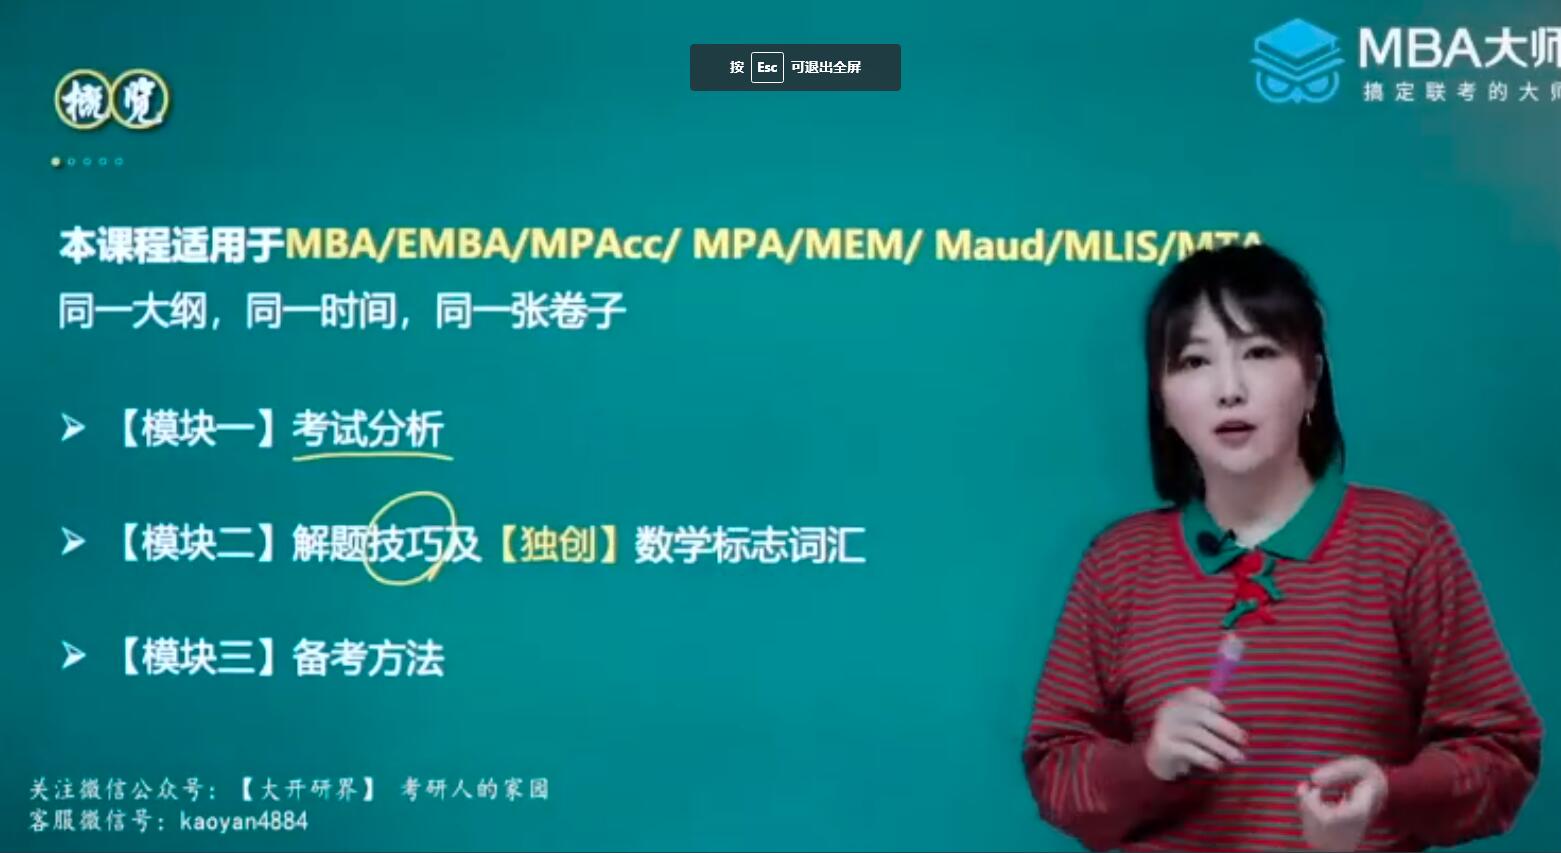 按 Esc 可退出全屏
MBA大师
搞定联考的大师
概览
本课程适用于MBA/EMBA/MPAcc/ MPA/MEM/ Maud/MLIS/MTA
同一大纲，同一时间，同一张卷子
➢ 【模块一】考试分析
➢ 【模块二】解题技巧及【独创】数学标志词汇
➢ 【模块三】备考方法
关注微信公众号：【大开研界】 考研人的家园
客服微信号：kaoyan4884